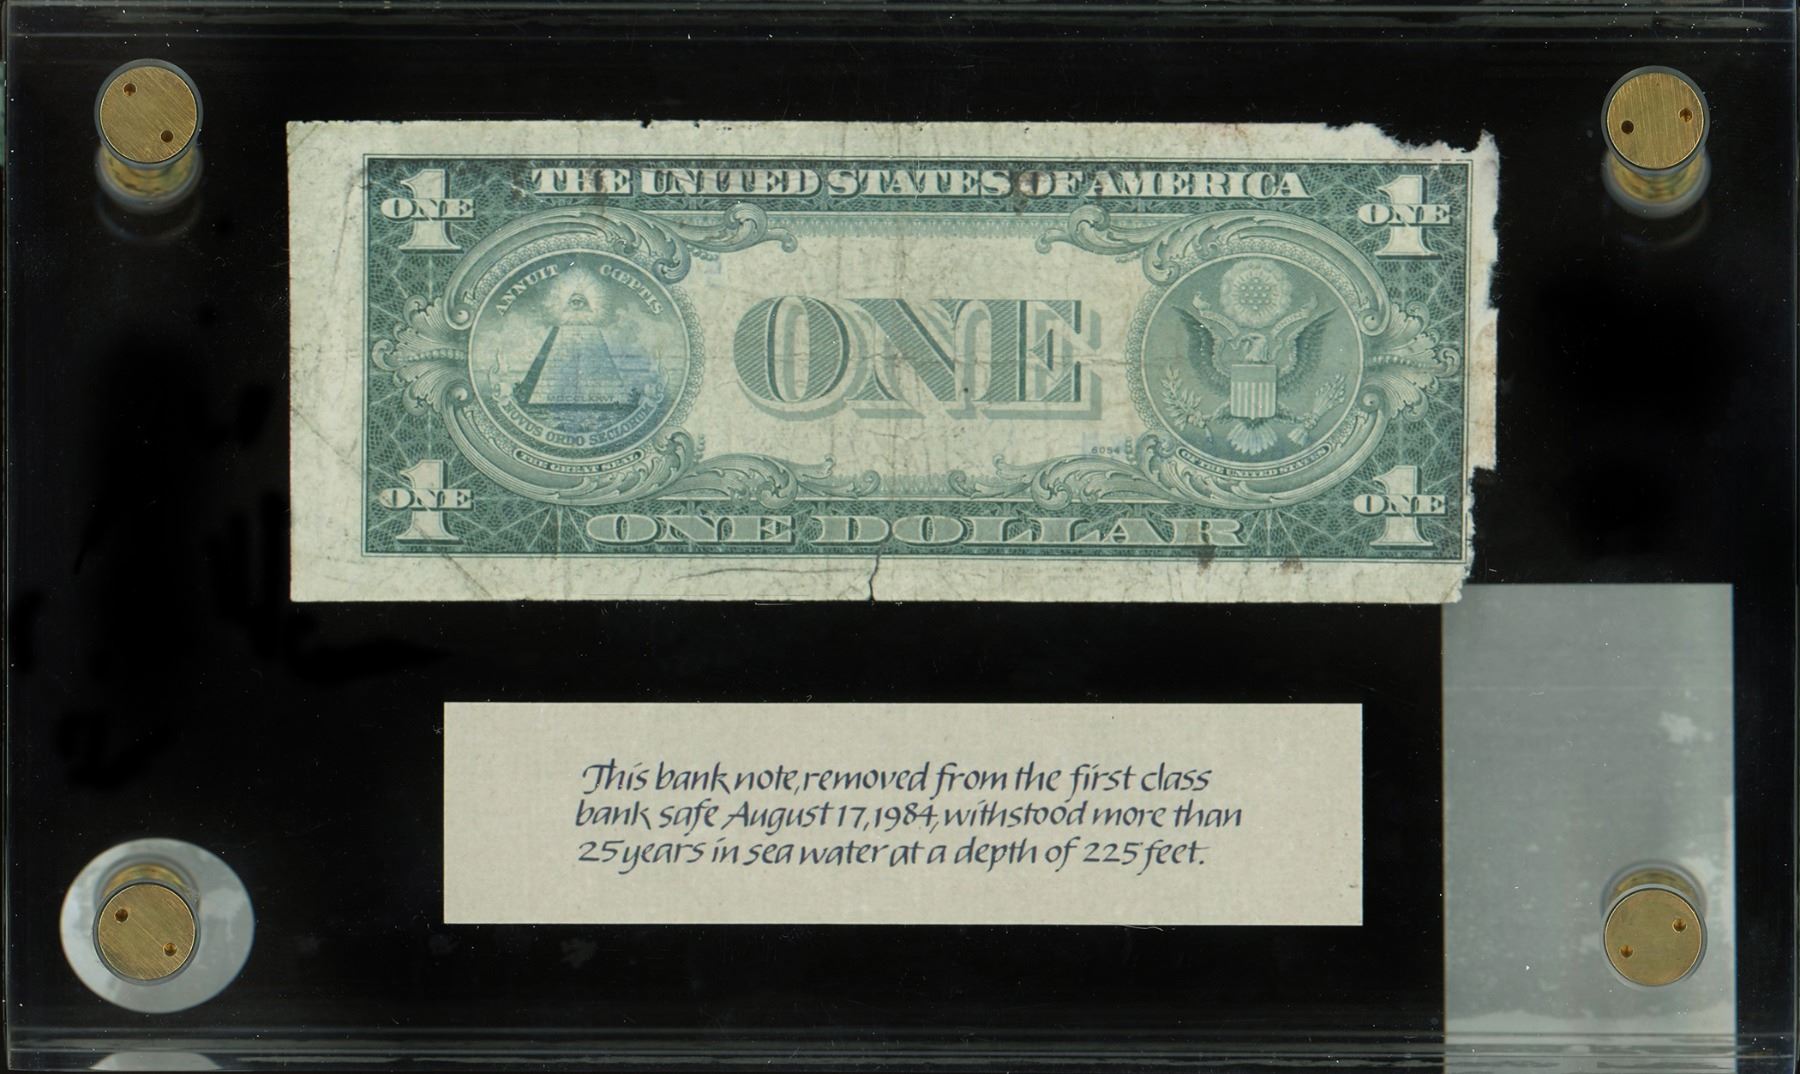 THE UNITED STATES OF AMERICA
1 ONE
1 ONE
ANNUIT CŒPTIS
ONE
MDCCLXXVI
NOVUS ORDO SECLORUM
THE GREAT SEAL
OF THE UNITED STATES
6094
1 ONE
1 ONE
ONE DOLLAR
This bank note, removed from the first class
bank safe August 17, 1984, withstood more than
25 years in sea water at a depth of 225 feet.